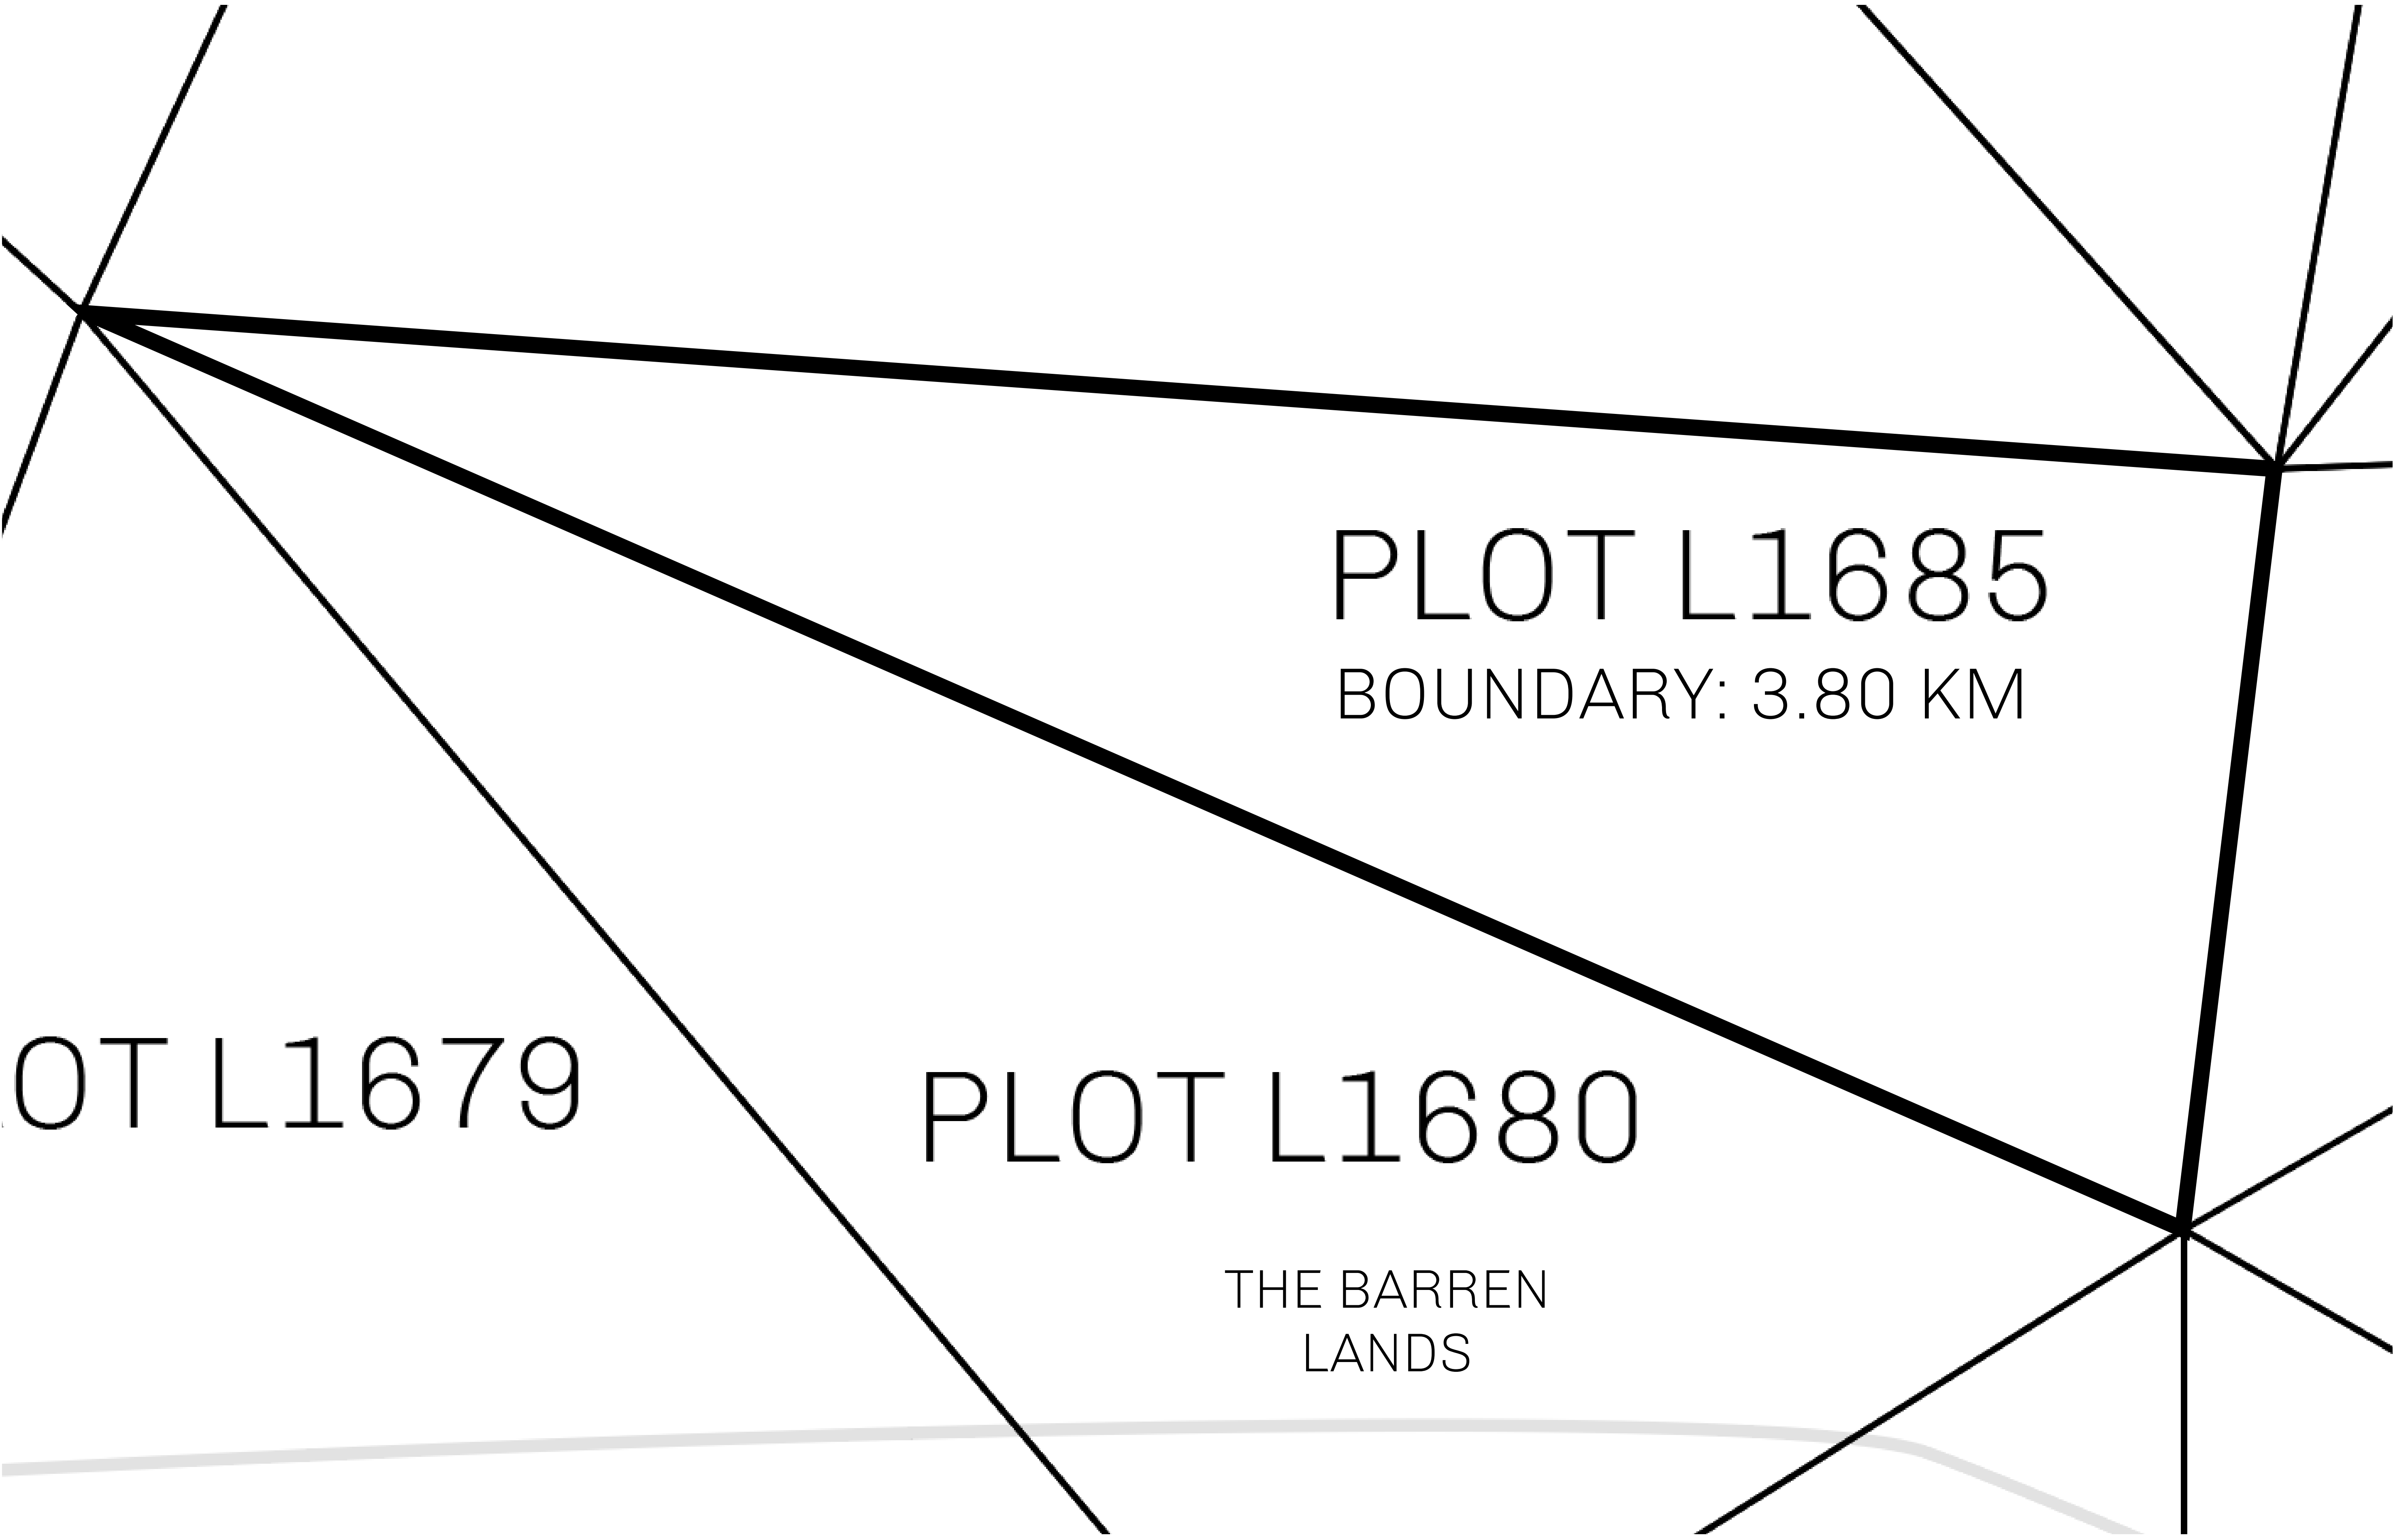 PLOT L1685
BOUNDARY: 3.80 KM
OT L1679
PLOT L1680
THE BARREN
LANDS